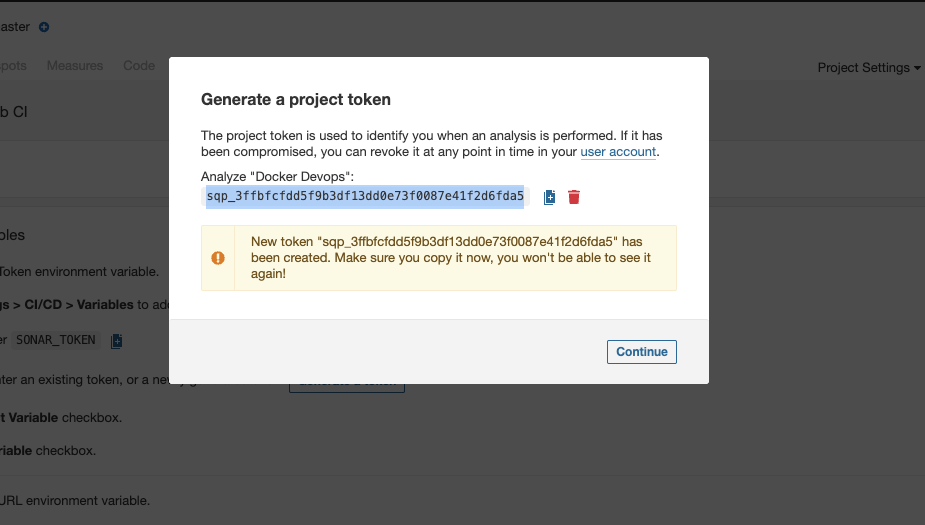 aster
pots Measures Code
Project Settings
b CI
Generate a project token
The project token is used to identify you when an analysis is performed. If it has
been compromised, you can revoke it at any point in time in your user account.
Analyze "Docker Devops":
sqp_3ffbfcfdd5f9b3df13dd0e73f0087e41f2d6fda5
New token "sqp_3ffbfcfdd5f9b3df13dd0e73f0087e41f2d6fda5" has
been created. Make sure you copy it now, you won't be able to see it
again!
Continue
oles
Token environment variable.
gs > CI/CD > Variables to add
er SONAR_TOKEN
nter an existing token, or a new g
t Variable checkbox.
riable checkbox.
URL environment variable.